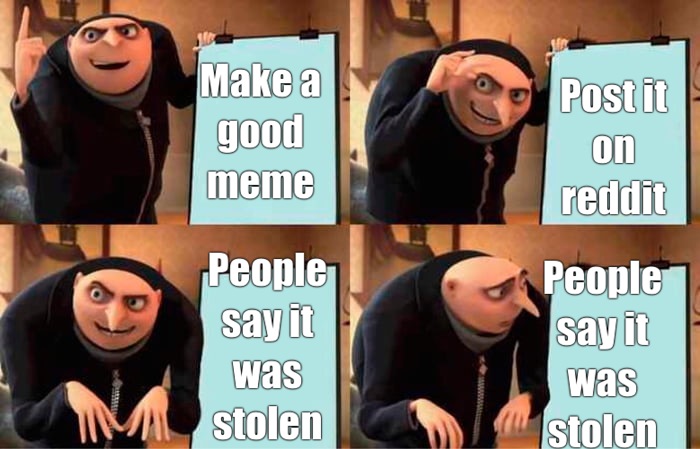 Make a
good
meme
Post it
on
reddit
People
say it
was
stolen
People
say it
was
stolen